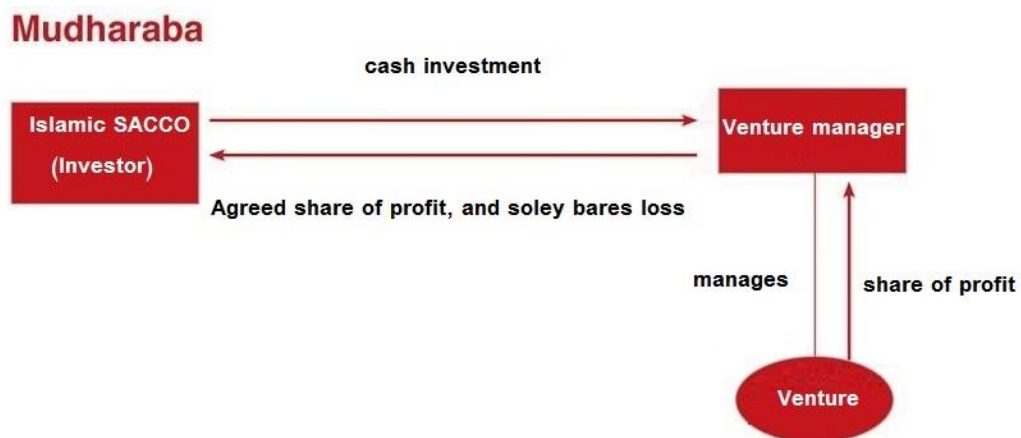 Mudharaba
cash investment
Islamic SACCO
(Investor)
Venture manager
Agreed share of profit, and soley bares loss
manages
share of profit
Venture